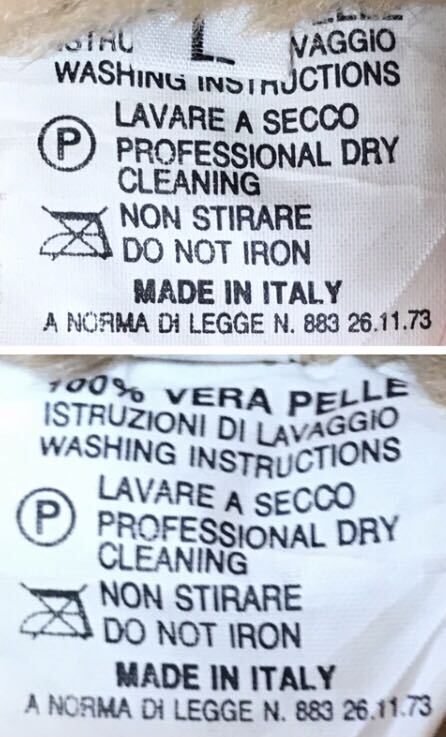 L
VAGGIO
WASHING INSTRUCTIONS
LAVARE A SECCO
P PROFESSIONAL DRY
CLEANING
NON STIRARE
DO NOT IRON
MADE IN ITALY
A NORMA DI LEGGE N. 883 26.11.73
100% VERA PELLE
ISTRUZIONI DI LAVAGGIO
WASHING INSTRUCTIONS
LAVARE A SECCO
P PROFESSIONAL DRY
CLEANING
NON STIRARE
DO NOT IRON
MADE IN ITALY
A NORMA DI LEGGE N. 883 26.11.73